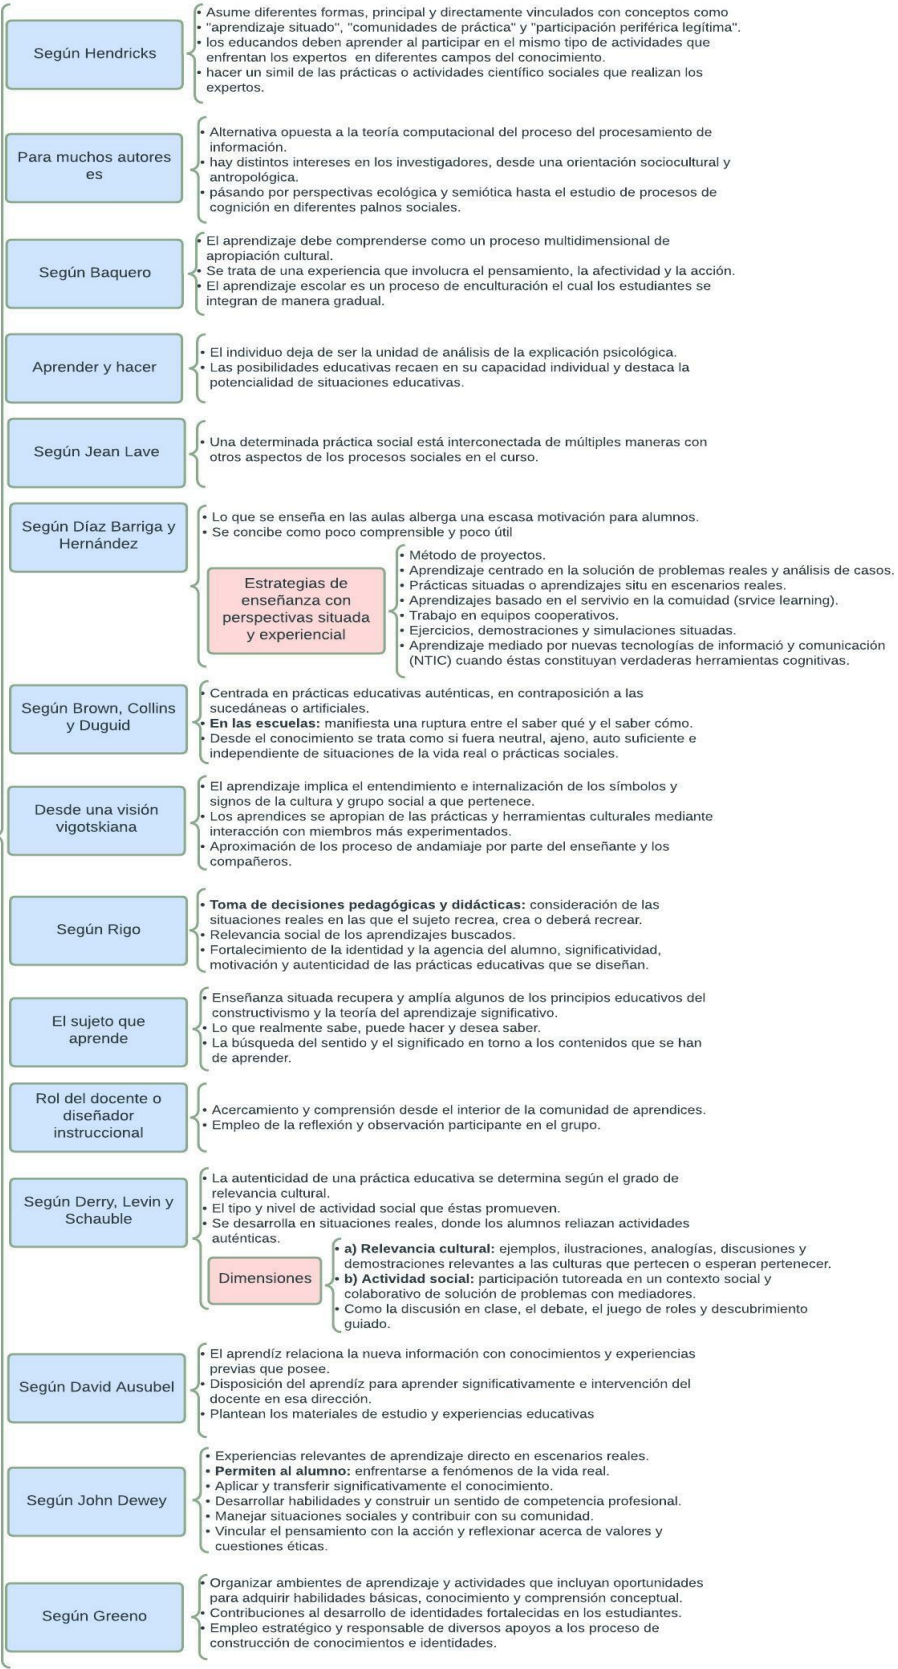 Según Hendricks
• Asume diferentes formas, principal y directamente vinculados con conceptos como
• "aprendizaje situado", "comunidades de práctica" y "participación periférica legítima".
• los educandos deben aprender al participar en el mismo tipo de actividades que
enfrentan los expertos en diferentes campos del conocimiento.
• hacer un simil de las prácticas o actividades científico sociales que realizan los
expertos.
Para muchos autores
es
• Alternativa opuesta a la teoría computacional del proceso del procesamiento de
información.
• hay distintos intereses en los investigadores, desde una orientación sociocultural y
antropológica.
• pásando por perspectivas ecológica y semiótica hasta el estudio de procesos de
cognición en diferentes palnos sociales.
Según Baquero
• El aprendizaje debe comprenderse como un proceso multidimensional de
apropiación cultural.
• Se trata de una experiencia que involucra el pensamiento, la afectividad y la acción.
• El aprendizaje escolar es un proceso de enculturación el cual los estudiantes se
integran de manera gradual.
Aprender y hacer
• El individuo deja de ser la unidad de análisis de la explicación psicológica.
• Las posibilidades educativas recaen en su capacidad individual y destaca la
potencialidad de situaciones educativas.
Según Jean Lave
• Una determinada práctica social está interconectada de múltiples maneras con
otros aspectos de los procesos sociales en el curso.
Según Díaz Barriga y
Hernández
• Lo que se enseña en las aulas alberga una escasa motivación para alumnos.
• Se concibe como poco comprensible y poco útil
Estrategias de
enseñanza con
perspectivas situada
y experiencial
• Método de proyectos.
• Aprendizaje centrado en la solución de problemas reales y análisis de casos.
• Prácticas situadas o aprendizajes situ en escenarios reales.
• Aprendizajes basado en el servivio en la comuidad (srvice learning).
• Trabajo en equipos cooperativos.
• Ejercicios, demostraciones y simulaciones situadas.
• Aprendizaje mediado por nuevas tecnologías de informació y comunicación
(NTIC) cuando éstas constituyan verdaderas herramientas cognitivas.
Según Brown, Collins
y Duguid
• Centrada en prácticas educativas auténticas, en contraposición a las
sucedáneas o artificiales.
• En las escuelas: manifiesta una ruptura entre el saber qué y el saber cómo.
• Desde el conocimiento se trata como si fuera neutral, ajeno, auto suficiente e
independiente de situaciones de la vida real o prácticas sociales.
Desde una visión
vigotskiana
• El aprendizaje implica el entendimiento e internalización de los símbolos y
signos de la cultura y grupo social a que pertenece.
• Los aprendices se apropian de las prácticas y herramientas culturales mediante
interacción con miembros más experimentados.
• Aproximación de los proceso de andamiaje por parte del enseñante y los
compañeros.
Según Rigo
• Toma de decisiones pedagógicas y didácticas: consideración de las
situaciones reales en las que el sujeto recrea, crea o deberá recrear.
• Relevancia social de los aprendizajes buscados.
• Fortalecimiento de la identidad y la agencia del alumno, significatividad,
motivación y autenticidad de las prácticas educativas que se diseñan.
El sujeto que
aprende
• Enseñanza situada recupera y amplía algunos de los principios educativos del
constructivismo y la teoría del aprendizaje significativo.
• Lo que realmente sabe, puede hacer y desea saber.
• La búsqueda del sentido y el significado en torno a los contenidos que se han
de aprender.
Rol del docente o
diseñador
instruccional
• Acercamiento y comprensión desde el interior de la comunidad de aprendices.
• Empleo de la reflexión y observación participante en el grupo.
Según Derry, Levin y
Schauble
• La autenticidad de una práctica educativa se determina según el grado de
relevancia cultural.
• El tipo y nivel de actividad social que éstas promueven.
• Se desarrolla en situaciones reales, donde los alumnos reliazan actividades
auténticas.
Dimensiones
• a) Relevancia cultural: ejemplos, ilustraciones, analogías, discusiones y
demostraciones relevantes a las culturas que pertecen o esperan pertenecer.
• b) Actividad social: participación tutoreada en un contexto social y
colaborativo de solución de problemas con mediadores.
• Como la discusión en clase, el debate, el juego de roles y descubrimiento
guiado.
Según David Ausubel
• El aprendíz relaciona la nueva información con conocimientos y experiencias
previas que posee.
• Disposición del aprendíz para aprender significativamente e intervención del
docente en esa dirección.
• Plantean los materiales de estudio y experiencias educativas
Según John Dewey
• Experiencias relevantes de aprendizaje directo en escenarios reales.
• Permiten al alumno: enfrentarse a fenómenos de la vida real.
• Aplicar y transferir significativamente el conocimiento.
• Desarrollar habilidades y construir un sentido de competencia profesional.
• Manejar situaciones sociales y contribuir con su comunidad.
• Vincular el pensamiento con la acción y reflexionar acerca de valores y
cuestiones éticas.
Según Greeno
• Organizar ambientes de aprendizaje y actividades que incluyan oportunidades
para adquirir habilidades básicas, conocimiento y comprensión conceptual.
• Contribuciones al desarrollo de identidades fortalecidas en los estudiantes.
• Empleo estratégico y responsable de diversos apoyos a los proceso de
construcción de conocimientos e identidades.